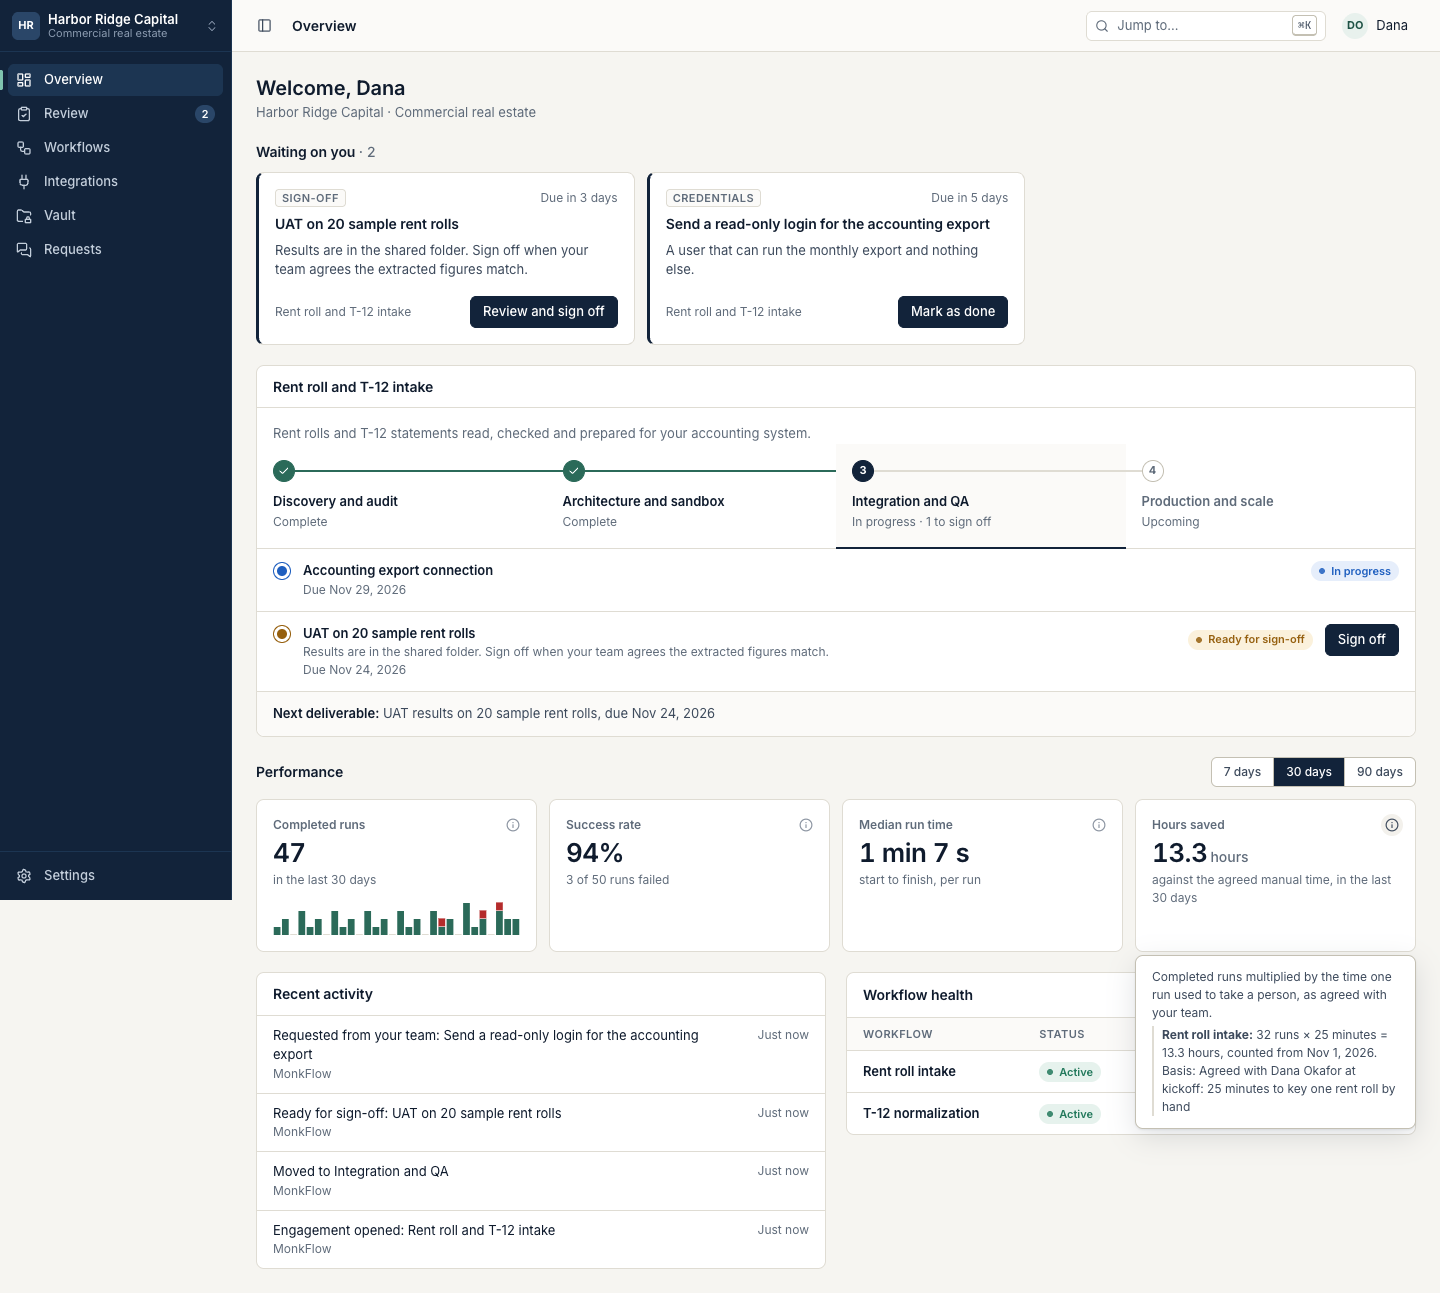 HR
Harbor Ridge Capital
Commercial real estate
Overview
Review
2
Workflows
Integrations
Vault
Requests
Settings
Overview
Jump to...
⌘K
DO
Dana
Welcome, Dana
Harbor Ridge Capital · Commercial real estate
Waiting on you · 2
SIGN-OFF
Due in 3 days
UAT on 20 sample rent rolls
Results are in the shared folder. Sign off when your
team agrees the extracted figures match.
Rent roll and T-12 intake
Review and sign off
CREDENTIALS
Due in 5 days
Send a read-only login for the accounting export
A user that can run the monthly export and nothing
else.
Rent roll and T-12 intake
Mark as done
Rent roll and T-12 intake
Rent rolls and T-12 statements read, checked and prepared for your accounting system.
3
4
Discovery and audit
Complete
Architecture and sandbox
Complete
Integration and QA
In progress · 1 to sign off
Production and scale
Upcoming
Accounting export connection
Due Nov 29, 2026
In progress
UAT on 20 sample rent rolls
Results are in the shared folder. Sign off when your team agrees the extracted figures match.
Due Nov 24, 2026
Ready for sign-off
Sign off
Next deliverable: UAT results on 20 sample rent rolls, due Nov 24, 2026
Performance
7 days
30 days
90 days
Completed runs
47
in the last 30 days
Success rate
94%
3 of 50 runs failed
Median run time
1 min 7 s
start to finish, per run
Hours saved
13.3 hours
against the agreed manual time, in the last
30 days
Completed runs multiplied by the time one
run used to take a person, as agreed with
your team.
Rent roll intake: 32 runs × 25 minutes =
13.3 hours, counted from Nov 1, 2026.
Basis: Agreed with Dana Okafor at
kickoff: 25 minutes to key one rent roll by
hand
Recent activity
Requested from your team: Send a read-only login for the accounting
export
MonkFlow
Just now
Ready for sign-off: UAT on 20 sample rent rolls
MonkFlow
Just now
Moved to Integration and QA
MonkFlow
Just now
Engagement opened: Rent roll and T-12 intake
MonkFlow
Just now
Workflow health
WORKFLOW
STATUS
Rent roll intake
Active
T-12 normalization
Active